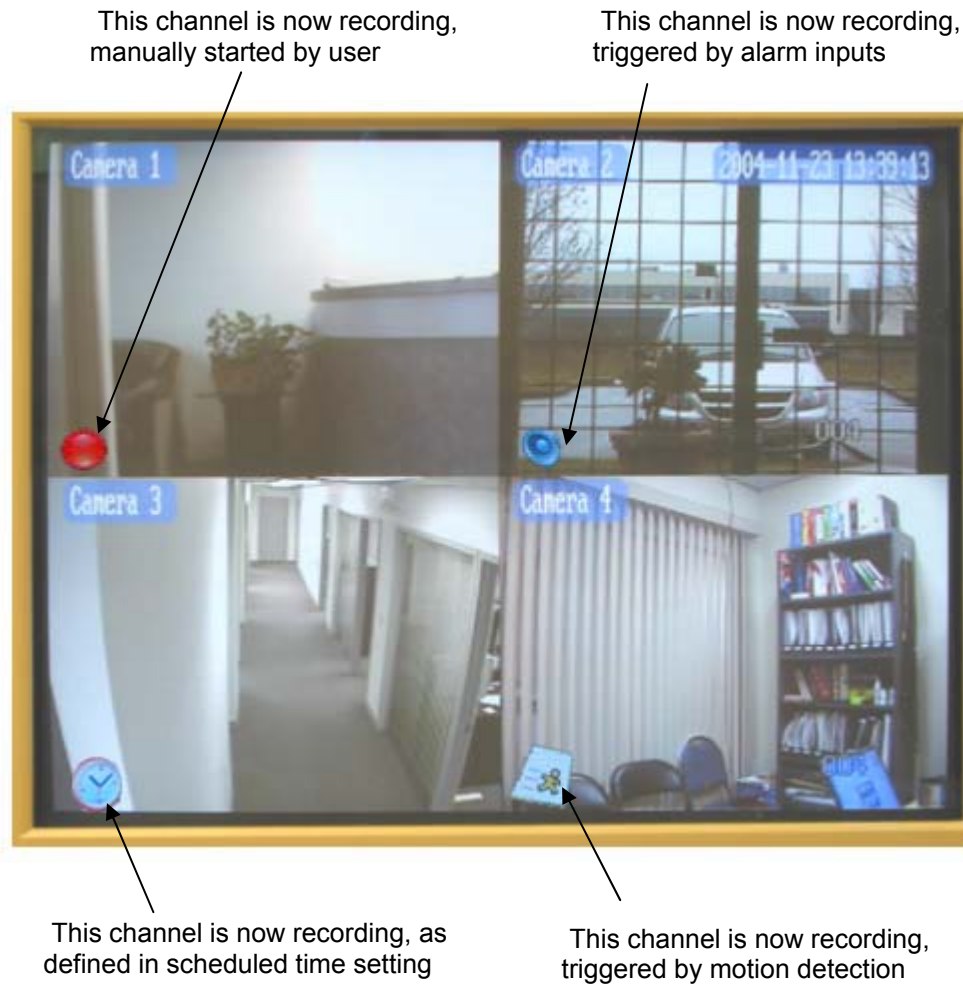 This channel is now recording,
manually started by user
This channel is now recording,
triggered by alarm inputs
Camera 1
Camera 2
2004-11-23 13:39:13
Camera 3
Camera 4
This channel is now recording, as
defined in scheduled time setting
This channel is now recording,
triggered by motion detection